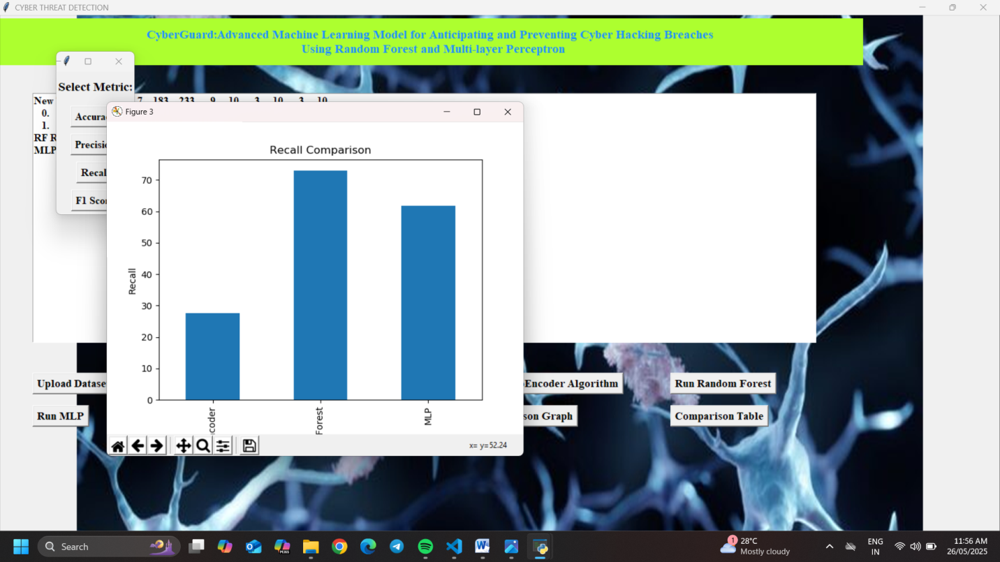 CYBER THREAT DETECTION
CyberGuard:Advanced Machine Learning Model for Anticipating and Preventing Cyber Hacking Breaches
Using Random Forest and Multi-layer Perceptron
Select Metric:
New 7 183 233 9 10 3 10 3 10
0.
1.
RF R
MLP
Accura
Precisio
Recal
F1 Scor
Figure 3
Recall Comparison
70
60
50
40
30
20
10
0
Recall
coder
Forest
MLP
x= y=52.24
Upload Datase
Encoder Algorithm
Run Random Forest
Run MLP
son Graph
Comparison Table
Search
M365
1
28°C
Mostly cloudy
ENG
IN
11:56 AM
26/05/2025